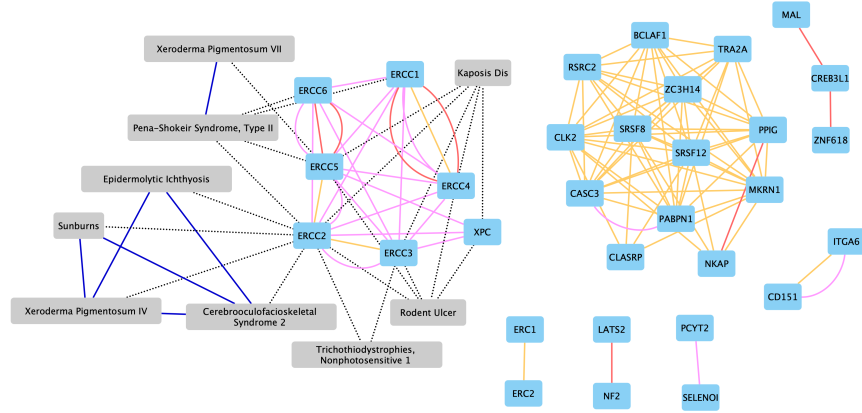 MAL
BCLAF1
TRA2A
Xeroderma Pigmentosum VII
ERCC1
Kaposis Dis
RSRC2
CREB3L1
ERCC6
ZC3H14
Pena-Shokeir Syndrome, Type II
SRSF8
PPIG
CLK2
ZNF618
SRSF12
ERCC5
Epidermolytic Ichthyosis
ERCC4
CASC3
MKRN1
Sunburns
PABPN1
ERCC2
XPC
ITGA6
ERCC3
CLASRP
NKAP
CD151
Xeroderma Pigmentosum IV
Cerebrooculofacioskeletal
Syndrome 2
Rodent Ulcer
ERC1
LATS2
PCYT2
Trichothiodystrophies,
Nonphotosensitive 1
ERC2
NF2
SELENOI